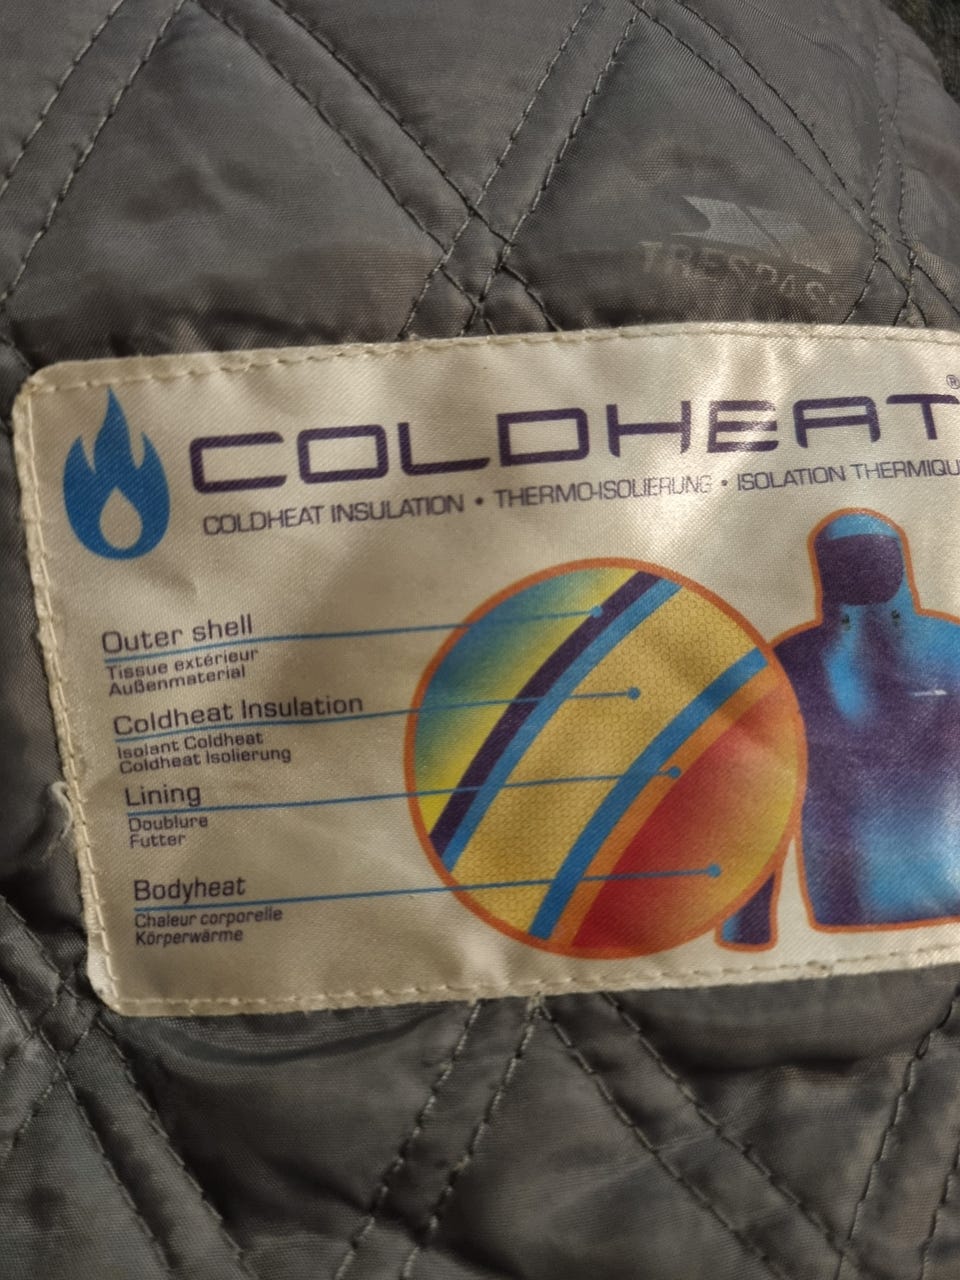 TRESPASS
COLDHEAT®
COLDHEAT INSULATION • THERMO-ISOLIERUNG • ISOLATION THERMIQU
Outer shell
Tissue extérieur
Außenmaterial
Coldheat Insulation
Isolant Coldheat
Coldheat Isolierung
Lining
Doublure
Futter
Bodyheat
Chaleur corporelle
Körperwärme